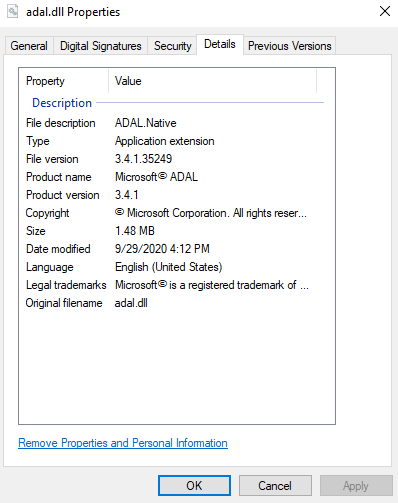 adal.dll Properties
General Digital Signatures Security Details Previous Versions
Property Value
Description
File description ADAL.Native
Type Application extension
File version 3.4.1.35249
Product name Microsoft® ADAL
Product version 3.4.1
Copyright © Microsoft Corporation. All rights reser...
Size 1.48 MB
Date modified 9/29/2020 4:12 PM
Language English (United States)
Legal trademarks Microsoft® is a registered trademark of ...
Original filename adal.dll
Remove Properties and Personal Information
OK Cancel Apply